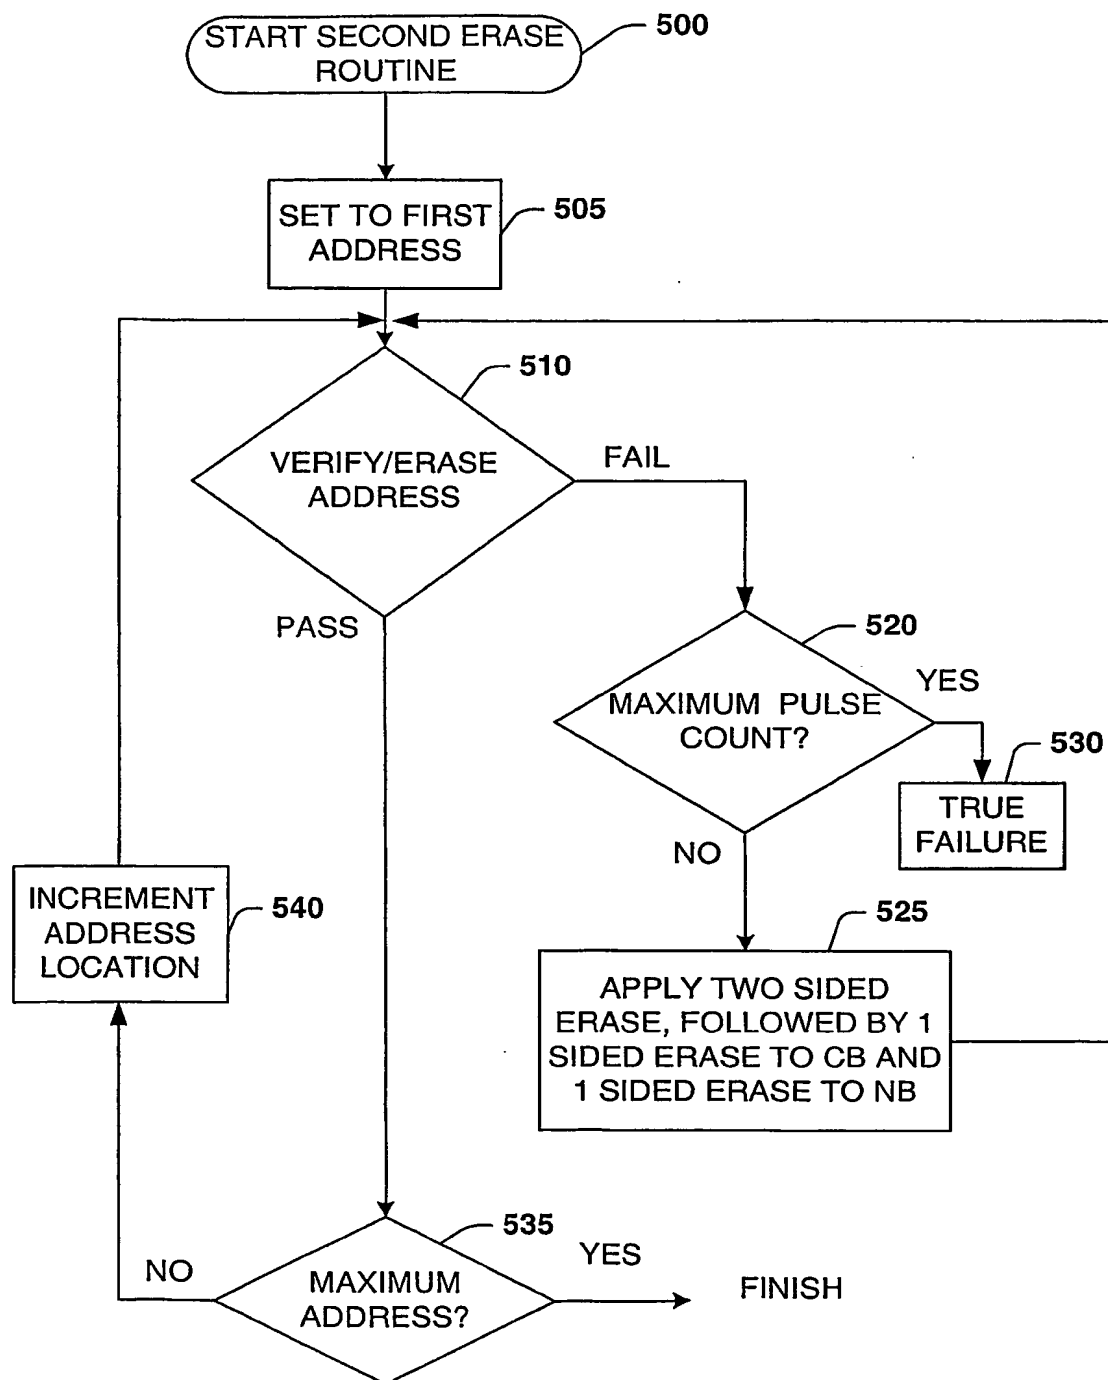 START SECOND ERASE
ROUTINE
500
SET TO FIRST
ADDRESS
505
510
VERIFY/ERASE
ADDRESS
FAIL
PASS
520
MAXIMUM PULSE
COUNT?
YES
530
TRUE
FAILURE
NO
INCREMENT
ADDRESS
LOCATION
540
525
APPLY TWO SIDED
ERASE, FOLLOWED BY 1
SIDED ERASE TO CB AND
1 SIDED ERASE TO NB
535
NO
MAXIMUM
ADDRESS?
YES
FINISH